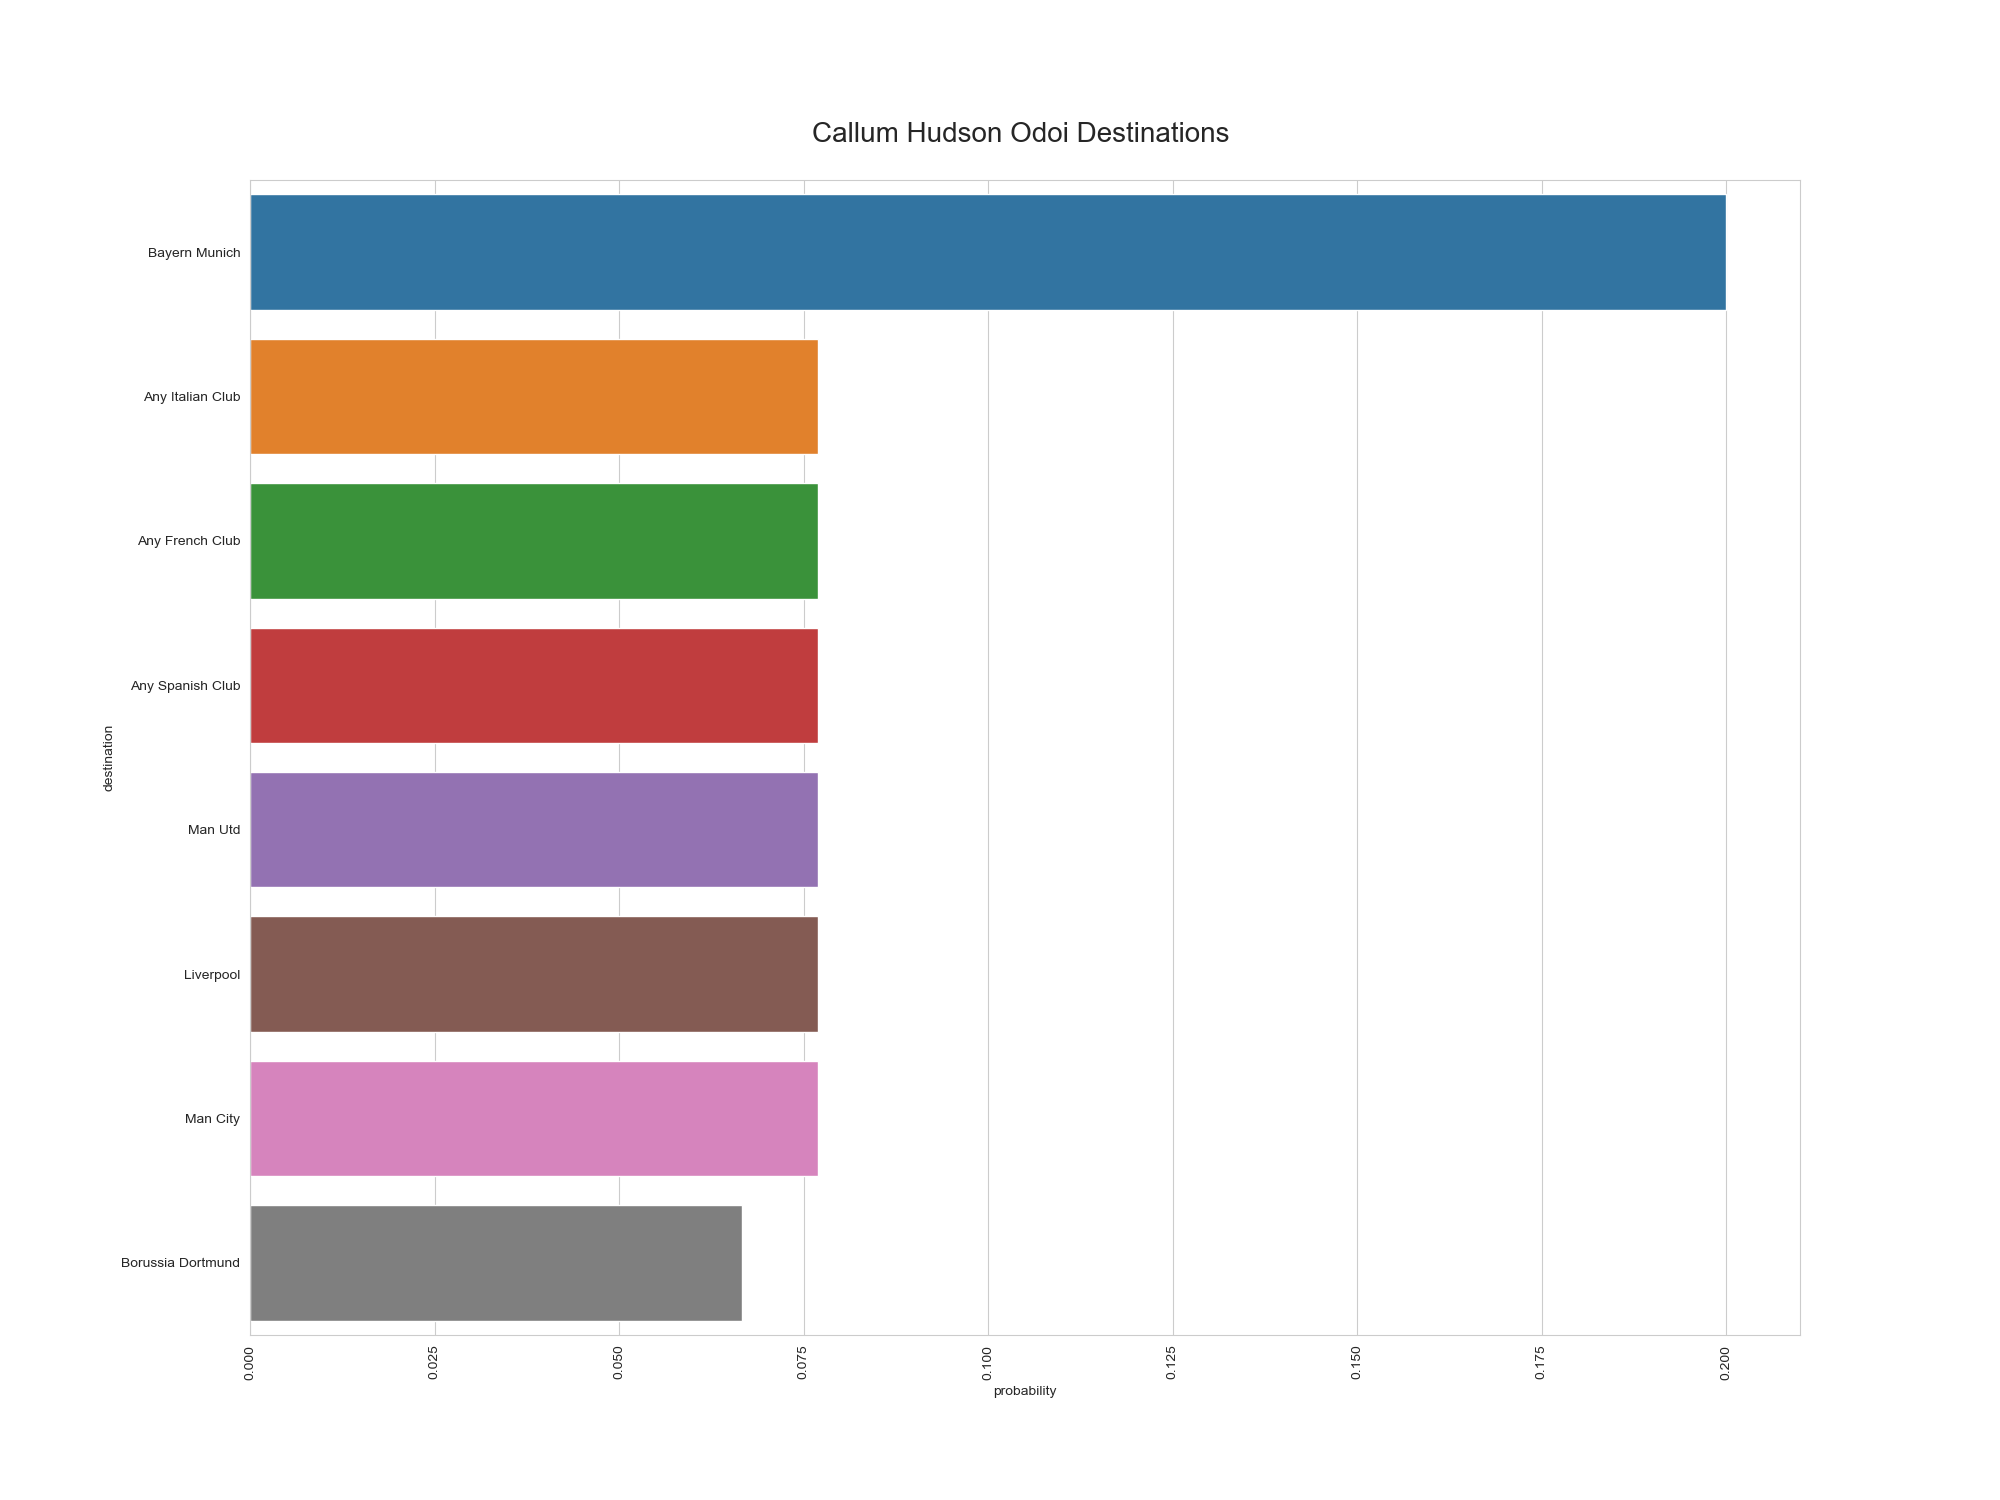 Callum Hudson Odoi Destinations
Bayern Munich
Any Italian Club
Any French Club
Any Spanish Club
destination
Man Utd
Liverpool
Man City
Borussia Dortmund
0.000 0.025 0.050 0.075 0.100 0.125 0.150 0.175 0.200
probability